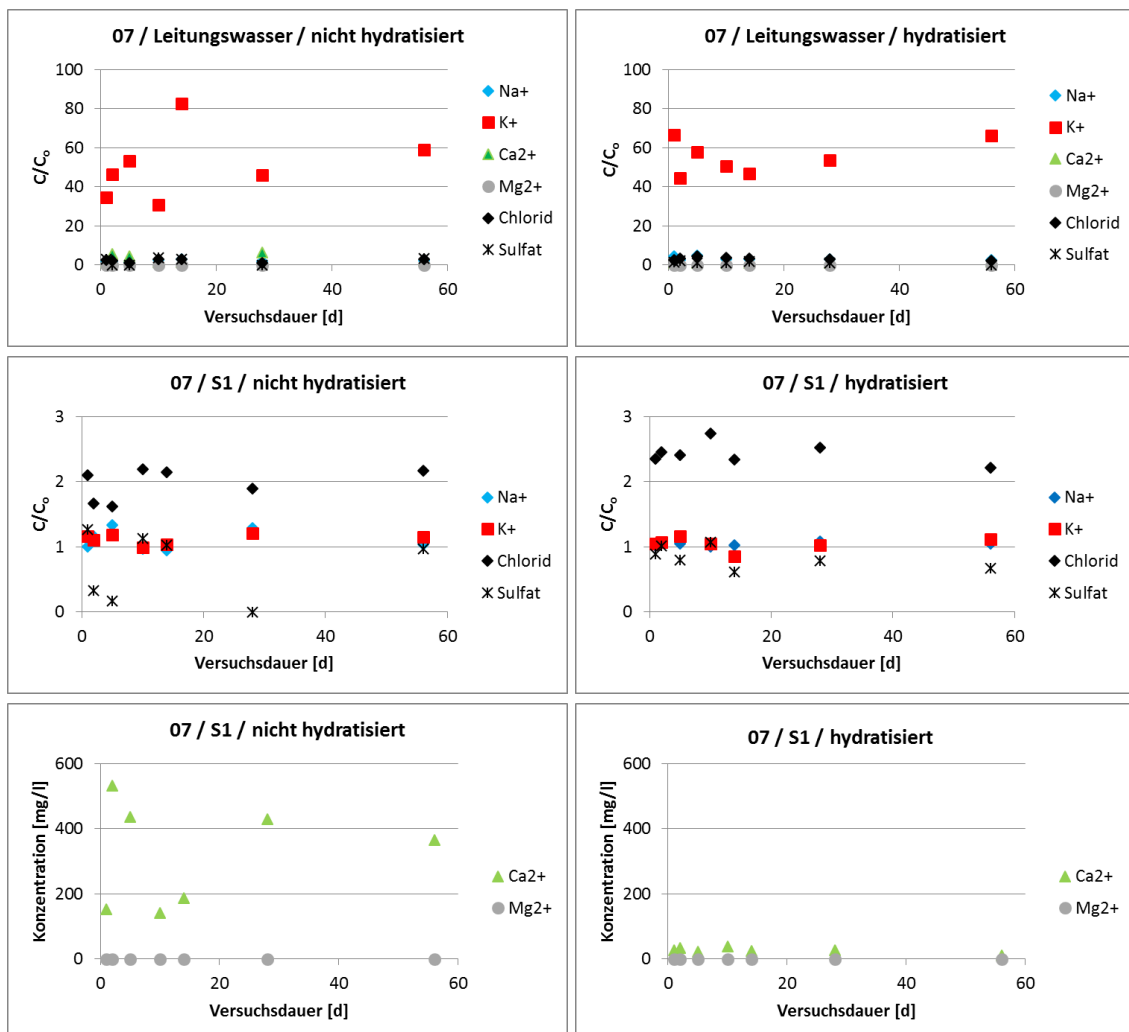 07 / Leitungswasser / nicht hydratisiert
C/Co
100
80
60
40
20
0
0
20
40
60
Versuchsdauer [d]
Na+
K+
Ca2+
Mg2+
Chlorid
Sulfat
07 / Leitungswasser / hydratisiert
C/Co
100
80
60
40
20
0
0
20
40
60
Versuchsdauer [d]
Na+
K+
Ca2+
Mg2+
Chlorid
Sulfat
07 / S1 / nicht hydratisiert
C/Co
3
2
1
0
0
20
40
60
Versuchsdauer [d]
Na+
K+
Chlorid
Sulfat
07 / S1 / hydratisiert
C/Co
3
2
1
0
0
20
40
60
Versuchsdauer [d]
Na+
K+
Chlorid
Sulfat
07 / S1 / nicht hydratisiert
Konzentration [mg/l]
600
400
200
0
0
20
40
60
Versuchsdauer [d]
Ca2+
Mg2+
07 / S1 / hydratisiert
Konzentration [mg/l]
600
400
200
0
0
20
40
60
Versuchsdauer [d]
Ca2+
Mg2+